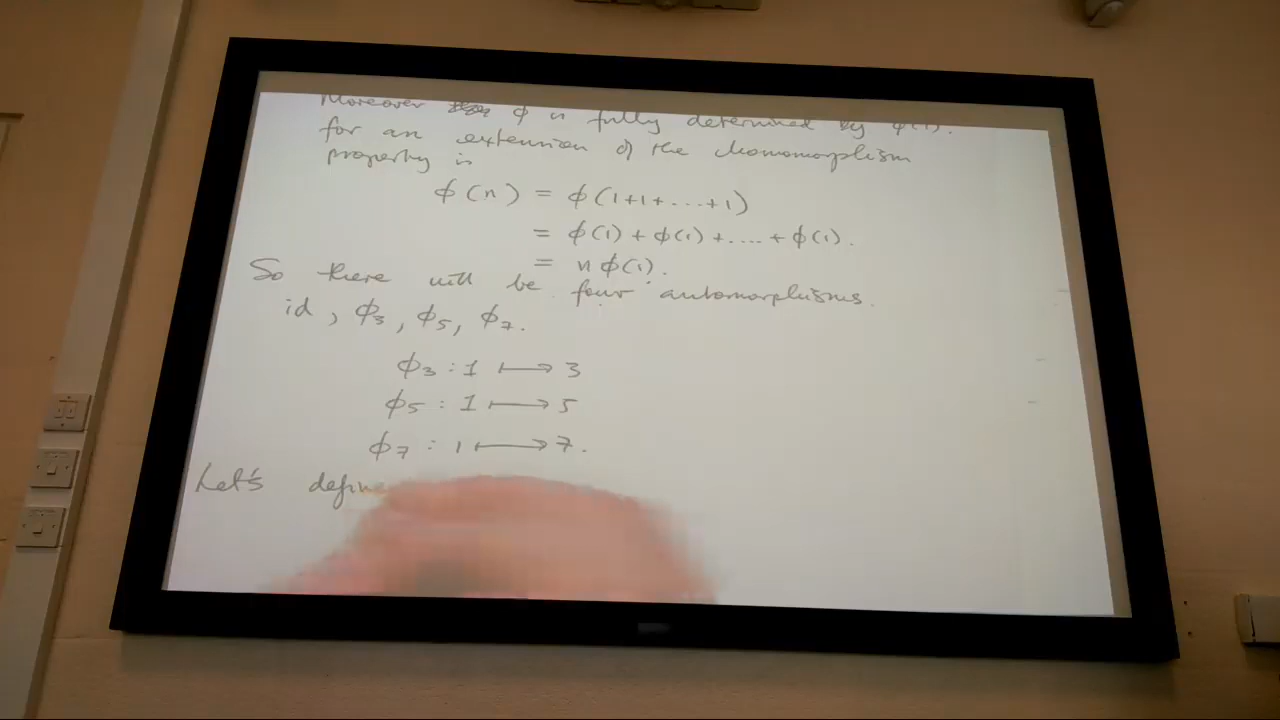 Moreover ϕ is fully determined by ϕ(1).
for an extension of the homomorphism
property is
ϕ(n) = ϕ(1+1+....+1)
= ϕ(1) + ϕ(1) +.... + ϕ(1).
= nϕ(1).
So there will be four automorphisms.
id, ϕ₃, ϕ₅, ϕ₇.
ϕ₃ : 1 ⟼ 3
ϕ₅ : 1 ⟼ 5
ϕ₇ : 1 ⟼ 7.
Let's define